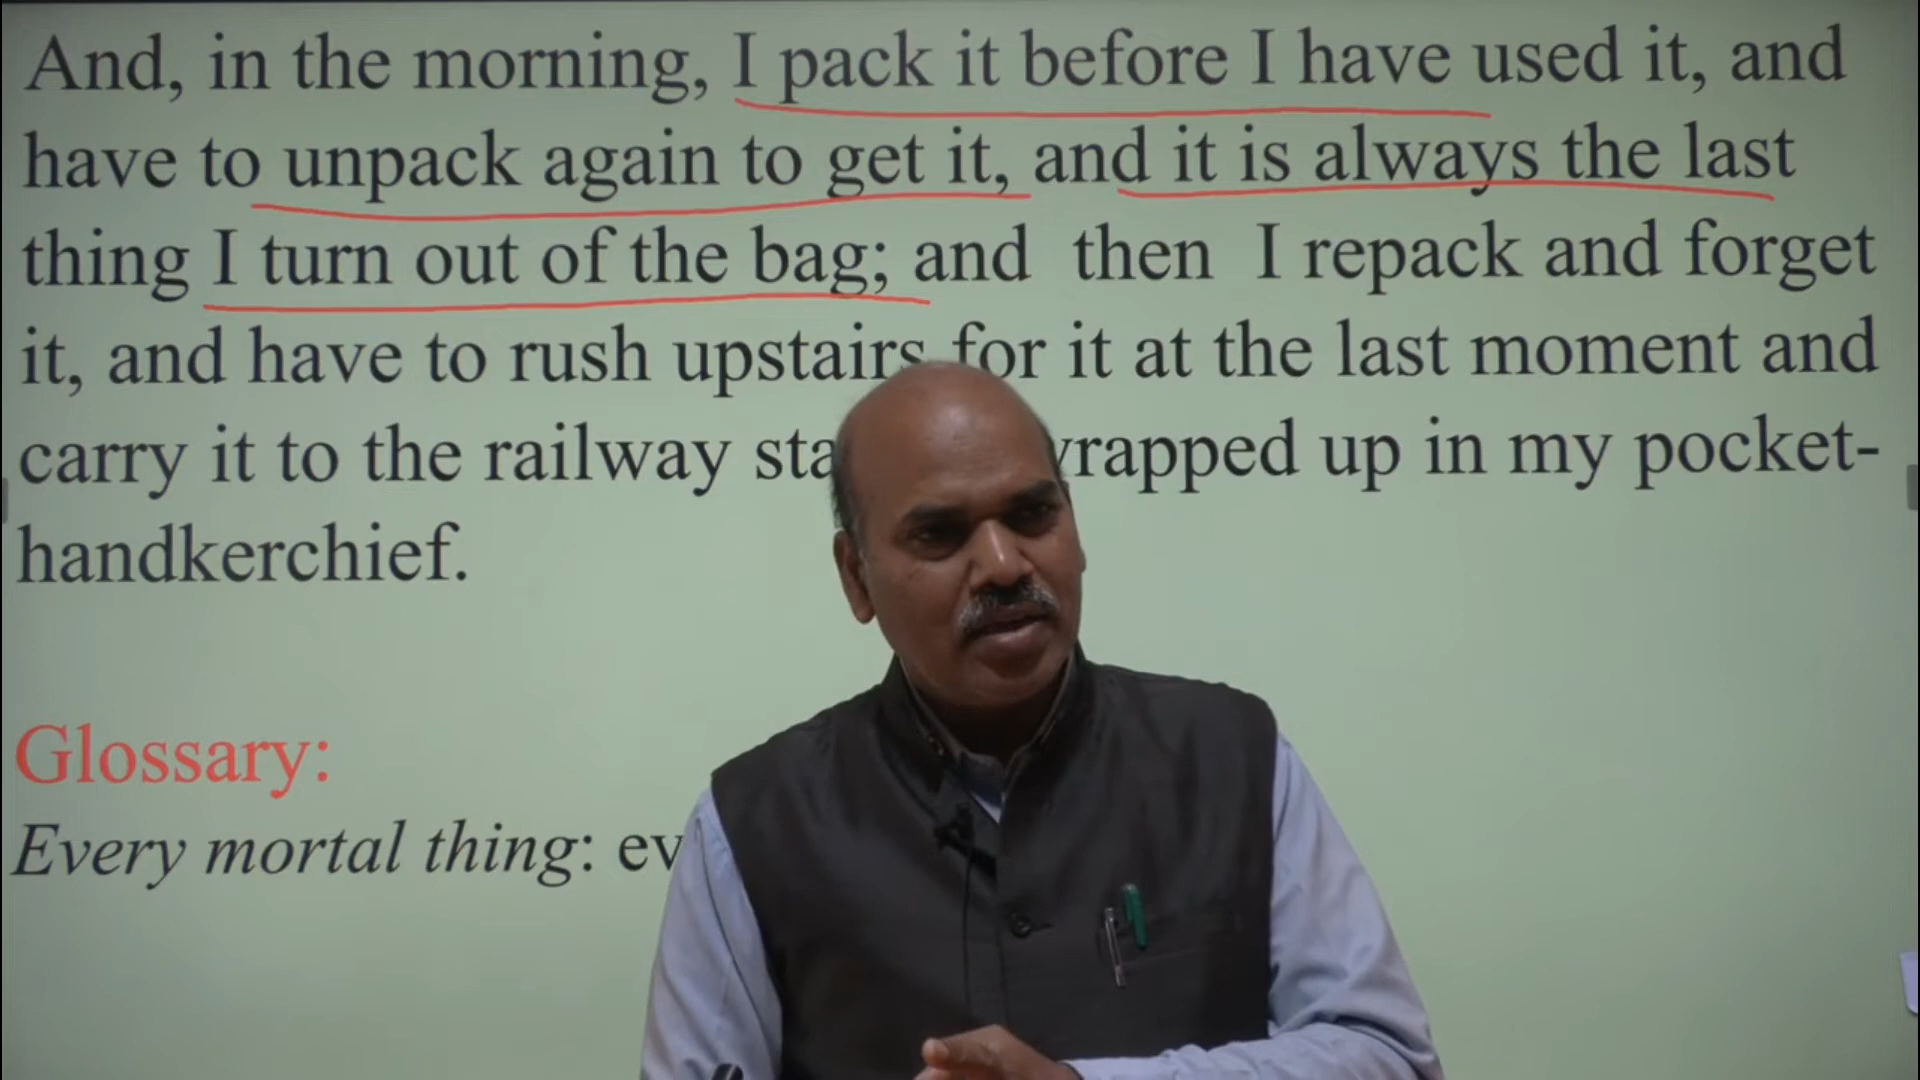 And, in the morning, I pack it before I have used it, and
have to unpack again to get it, and it is always the last
thing I turn out of the bag; and then I repack and forget
it, and have to rush upstairs for it at the last moment and
carry it to the railway wrapped up in my pocket-
handkerchief.
Glossary:
Every mortal thing: